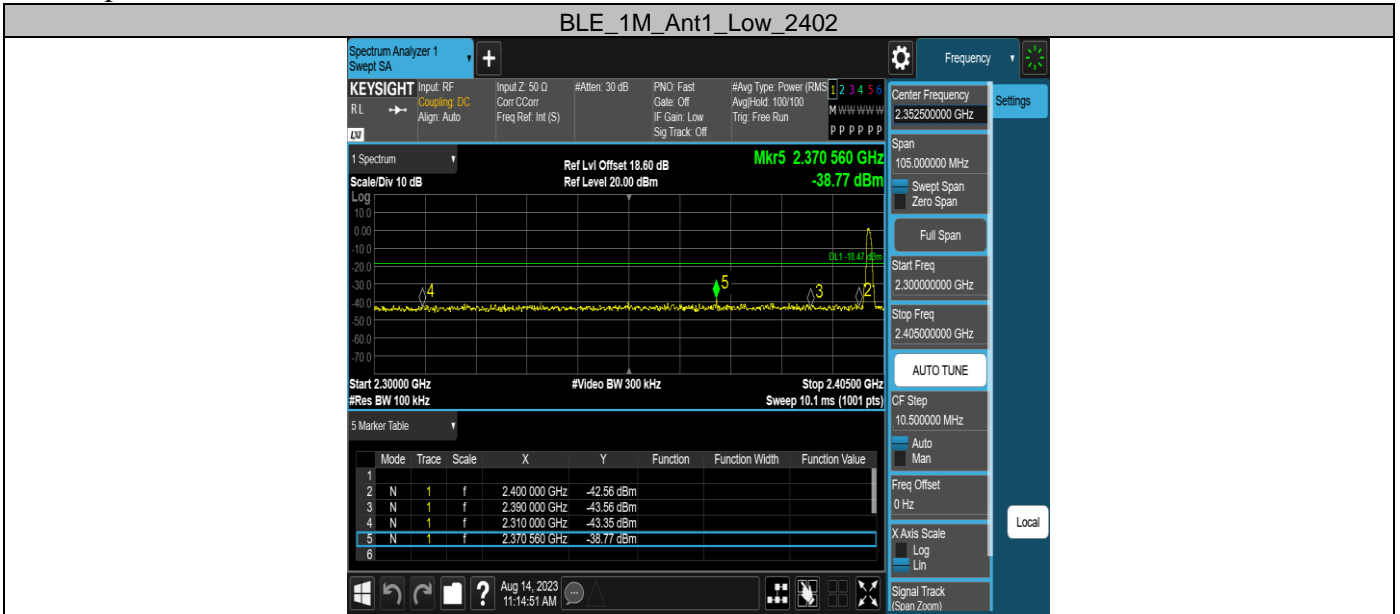 BLE_1M_Ant1_Low_2402
Spectrum Analyzer 1
Swept SA
+
Frequency
KEYSIGHT
RL
LXI
Input: RF
Coupling: DC
Align: Auto
Input Z: 50 Ω
Corr CCorr
Freq Ref: Int (S)
#Atten: 30 dB
PNO: Fast
Gate: Off
IF Gain: Low
Sig Track: Off
#Avg Type: Power (RMS
Avg|Hold: 100/100
Trig: Free Run
1 2 3 4 5 6
M W W W W W
P P P P P P
1 Spectrum
Scale/Div 10 dB
Ref Lvl Offset 18.60 dB
Ref Level 20.00 dBm
Mkr5 2.370 560 GHz
-38.77 dBm
Log
10.0
0.00
-10.0
-20.0
-30.0
-40.0
-50.0
-60.0
-70.0
DL1 -18.47 dBm
4
5
3
2
Start 2.30000 GHz
#Res BW 100 kHz
#Video BW 300 kHz
Stop 2.40500 GHz
Sweep 10.1 ms (1001 pts)
5 Marker Table
Mode Trace Scale X Y Function Function Width Function Value
1
2 N 1 f 2.400 000 GHz -42.56 dBm
3 N 1 f 2.390 000 GHz -43.56 dBm
4 N 1 f 2.310 000 GHz -43.35 dBm
5 N 1 f 2.370 560 GHz -38.77 dBm
6
Aug 14, 2023
11:14:51 AM
?
Center Frequency
2.352500000 GHz
Settings
Span
105.000000 MHz
Swept Span
Zero Span
Full Span
Start Freq
2.300000000 GHz
Stop Freq
2.405000000 GHz
AUTO TUNE
CF Step
10.500000 MHz
Auto
Man
Freq Offset
0 Hz
X Axis Scale
Log
Lin
Local
Signal Track
(Span Zoom)